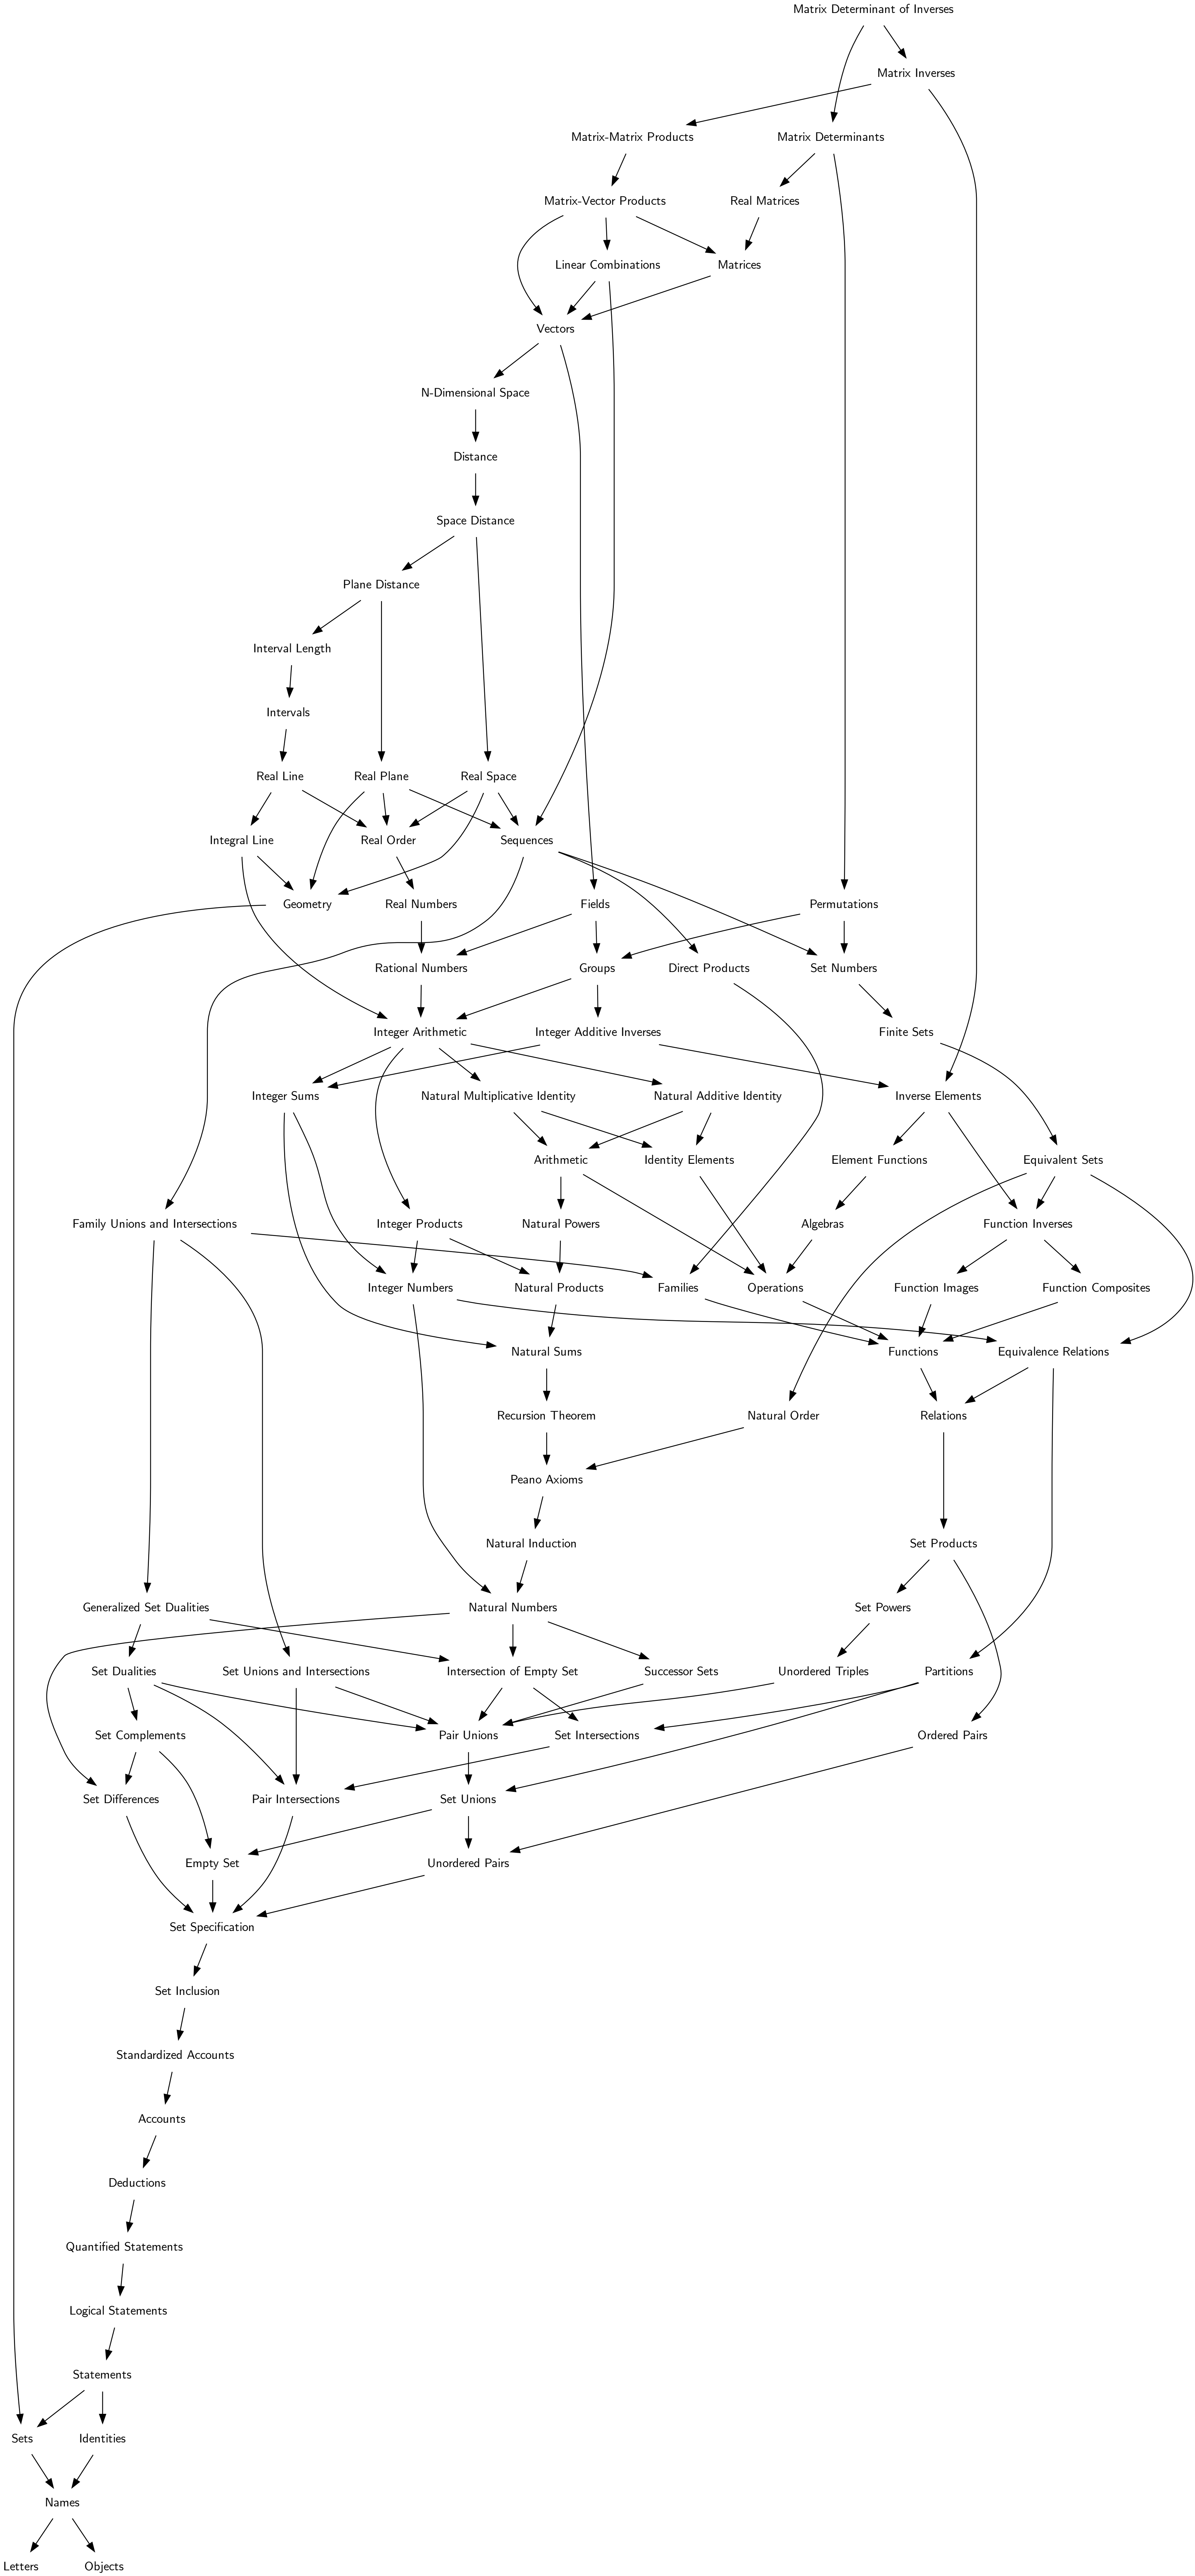 Matrix Determinant of Inverses
Matrix Inverses
Matrix-Matrix Products
Matrix Determinants
Matrix-Vector Products
Real Matrices
Linear Combinations
Matrices
Vectors
N-Dimensional Space
Distance
Space Distance
Plane Distance
Interval Length
Intervals
Real Line
Real Plane
Real Space
Integral Line
Real Order
Sequences
Geometry
Real Numbers
Fields
Permutations
Rational Numbers
Groups
Direct Products
Set Numbers
Integer Arithmetic
Integer Additive Inverses
Finite Sets
Integer Sums
Natural Multiplicative Identity
Natural Additive Identity
Inverse Elements
Arithmetic
Identity Elements
Element Functions
Equivalent Sets
Family Unions and Intersections
Integer Products
Natural Powers
Algebras
Function Inverses
Integer Numbers
Natural Products
Families
Operations
Function Images
Function Composites
Natural Sums
Functions
Equivalence Relations
Recursion Theorem
Natural Order
Relations
Peano Axioms
Natural Induction
Set Products
Generalized Set Dualities
Natural Numbers
Set Powers
Set Dualities
Set Unions and Intersections
Intersection of Empty Set
Successor Sets
Unordered Triples
Partitions
Set Complements
Pair Unions
Set Intersections
Ordered Pairs
Set Differences
Pair Intersections
Set Unions
Empty Set
Unordered Pairs
Set Specification
Set Inclusion
Standardized Accounts
Accounts
Deductions
Quantified Statements
Logical Statements
Statements
Sets
Identities
Names
Letters
Objects